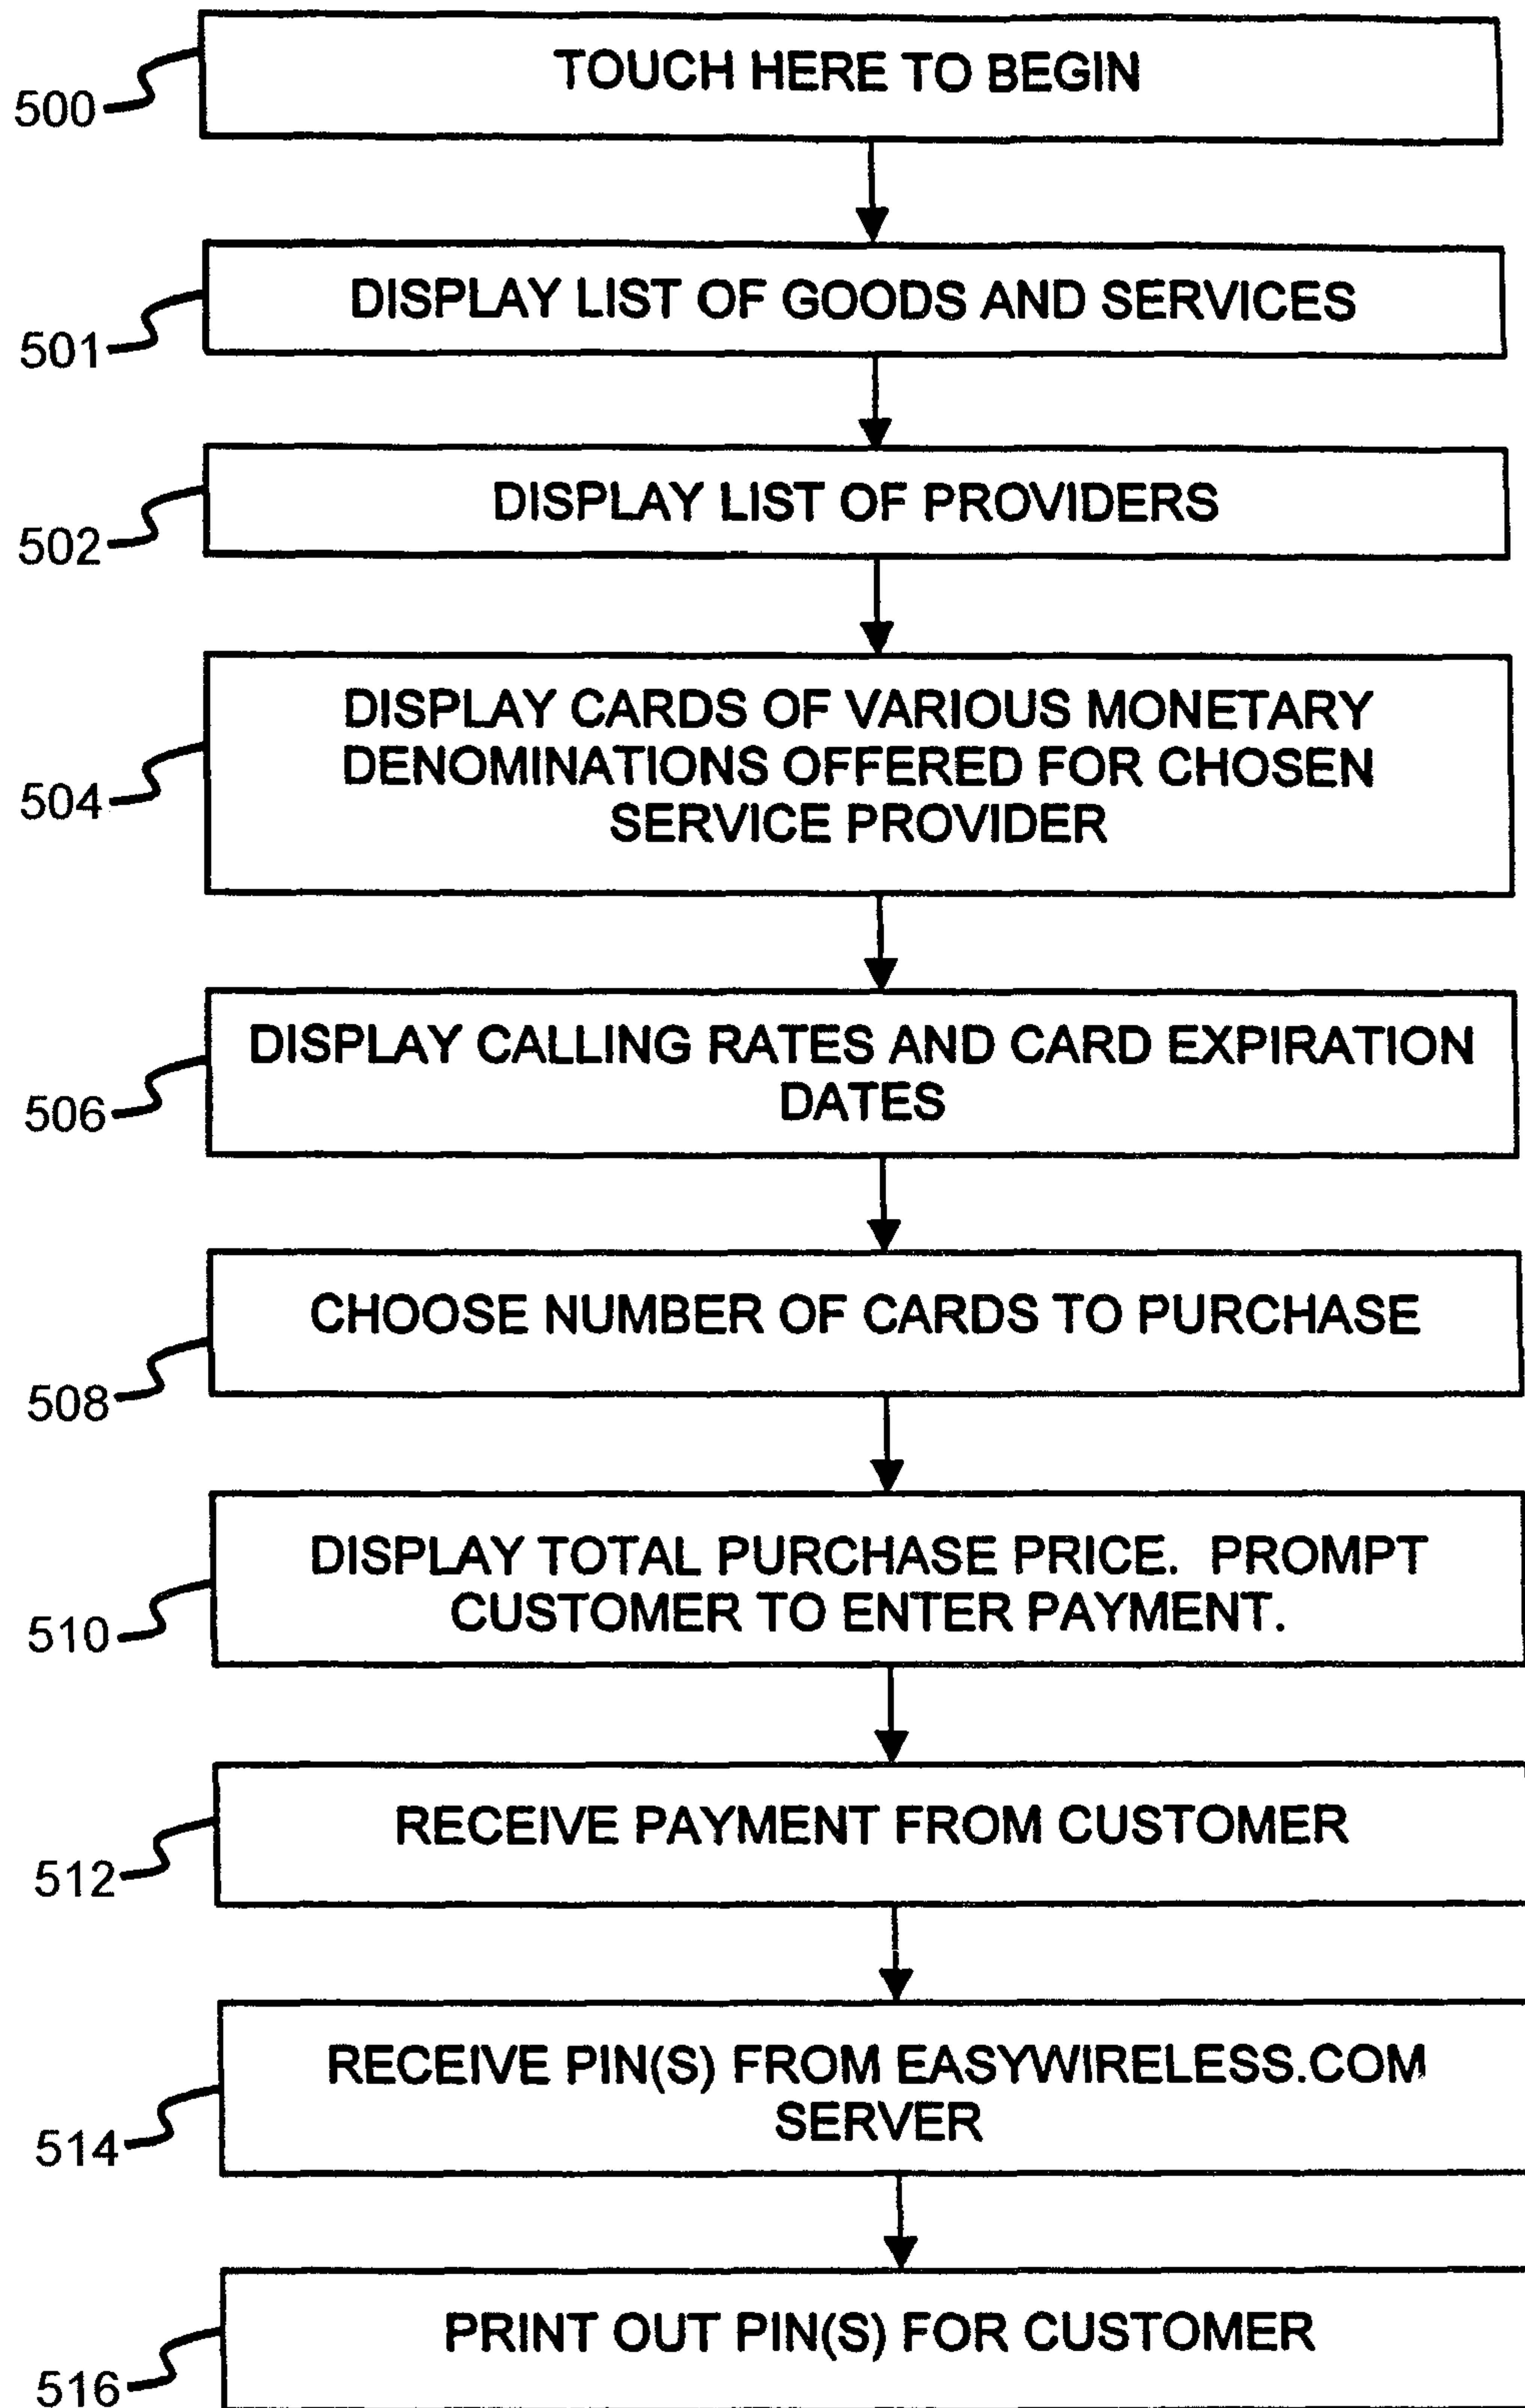 TOUCH HERE TO BEGIN
500
DISPLAY LIST OF GOODS AND SERVICES
501
DISPLAY LIST OF PROVIDERS
502
DISPLAY CARDS OF VARIOUS MONETARY
DENOMINATIONS OFFERED FOR CHOSEN
SERVICE PROVIDER
504
DISPLAY CALLING RATES AND CARD EXPIRATION
DATES
506
CHOOSE NUMBER OF CARDS TO PURCHASE
508
DISPLAY TOTAL PURCHASE PRICE. PROMPT
CUSTOMER TO ENTER PAYMENT.
510
RECEIVE PAYMENT FROM CUSTOMER
512
RECEIVE PIN(S) FROM EASYWIRELESS.COM
SERVER
514
PRINT OUT PIN(S) FOR CUSTOMER
516